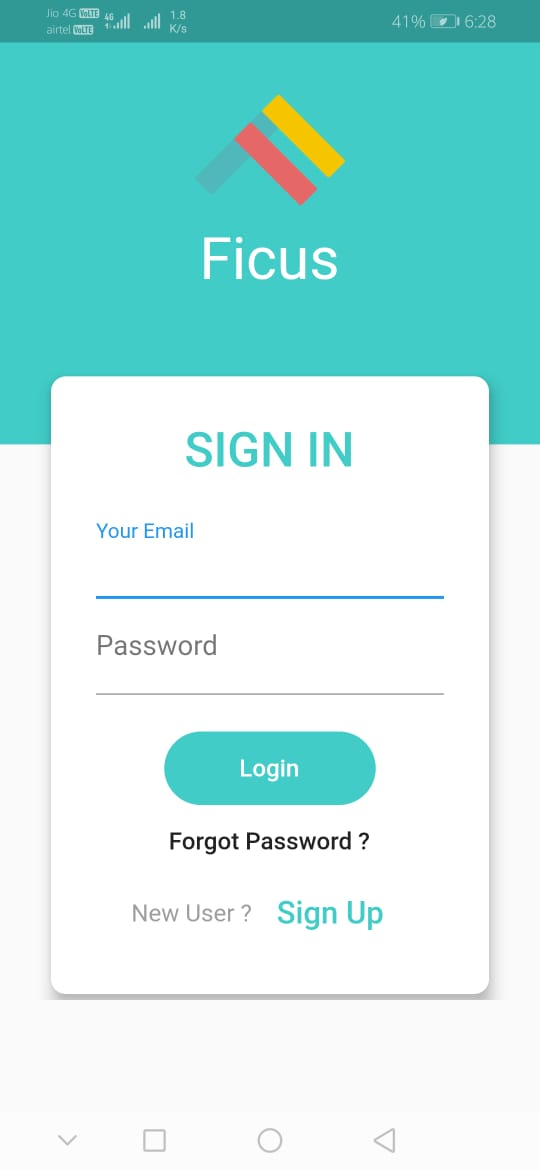 Jio 4G VoLTE 4G 1.8 41% 6:28
airtel VoLTE K/s
Ficus
SIGN IN
Your Email
Password
Login
Forgot Password ?
New User ? Sign Up